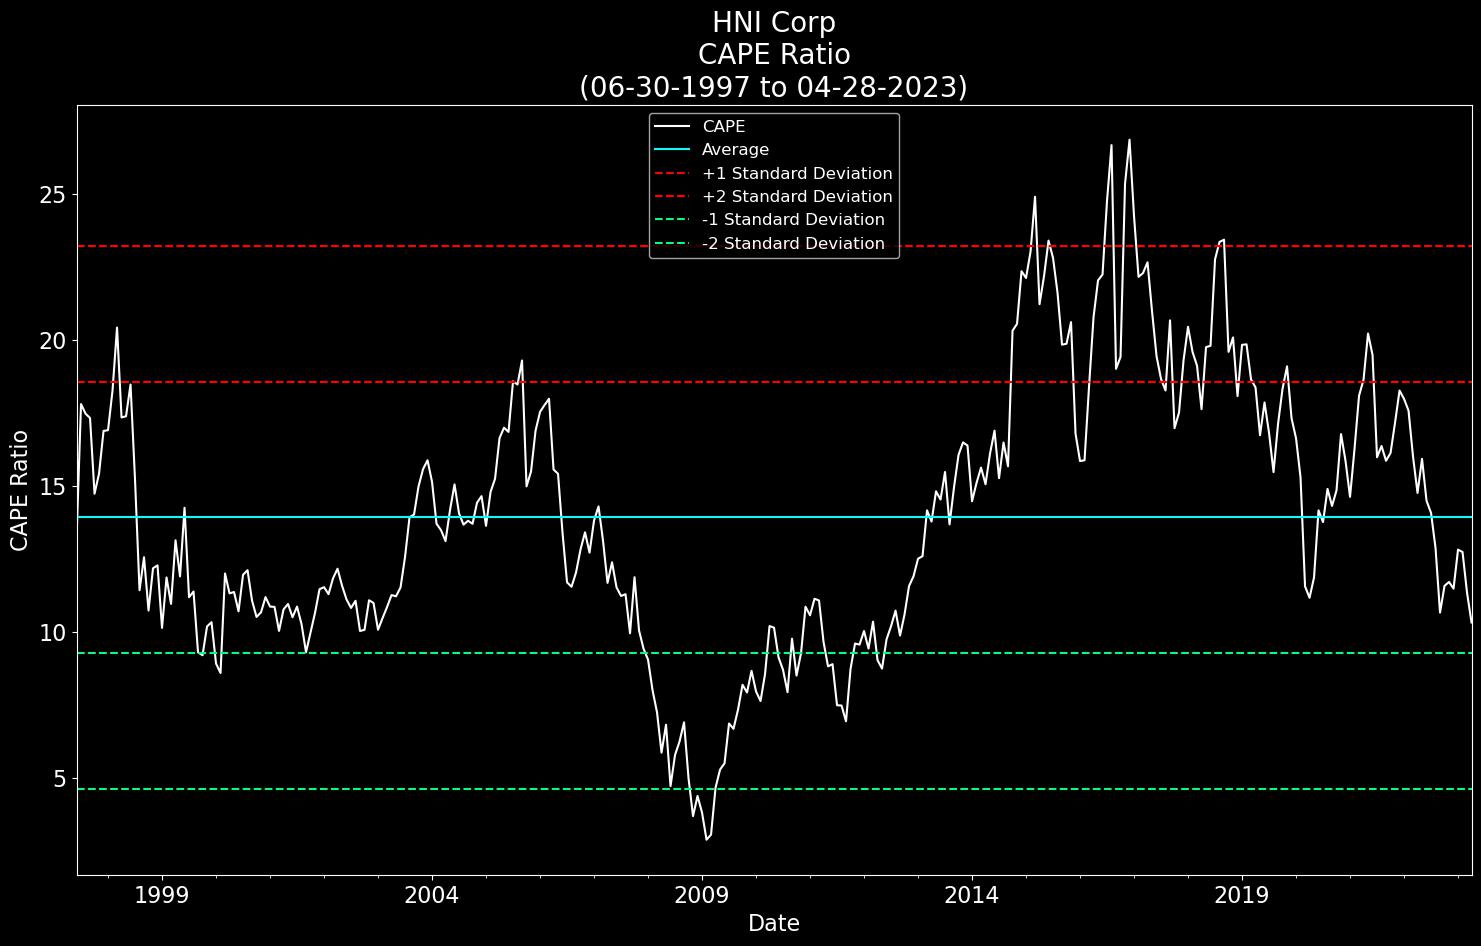 HNI Corp
CAPE Ratio
(06-30-1997 to 04-28-2023)
CAPE
Average
+1 Standard Deviation
+2 Standard Deviation
-1 Standard Deviation
-2 Standard Deviation
CAPE Ratio
25
20
15
10
5
1999
2004
2009
2014
2019
Date